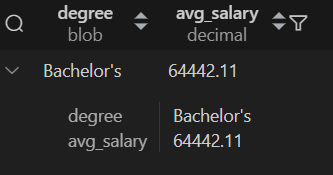 degree avg_salary
blob decimal
Bachelor's 64442.11
degree Bachelor's
avg_salary 64442.11